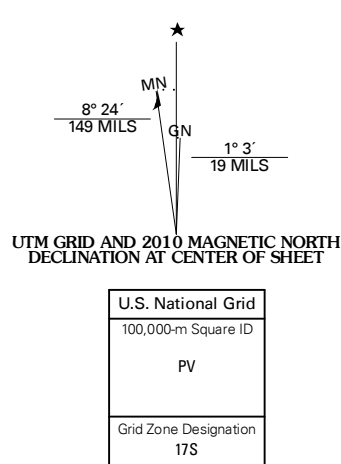 ★
MN
8° 24´
149 MILS
GN
1° 3´
19 MILS
UTM GRID AND 2010 MAGNETIC NORTH
DECLINATION AT CENTER OF SHEET
U.S. National Grid
100,000-m Square ID
PV
Grid Zone Designation
17S